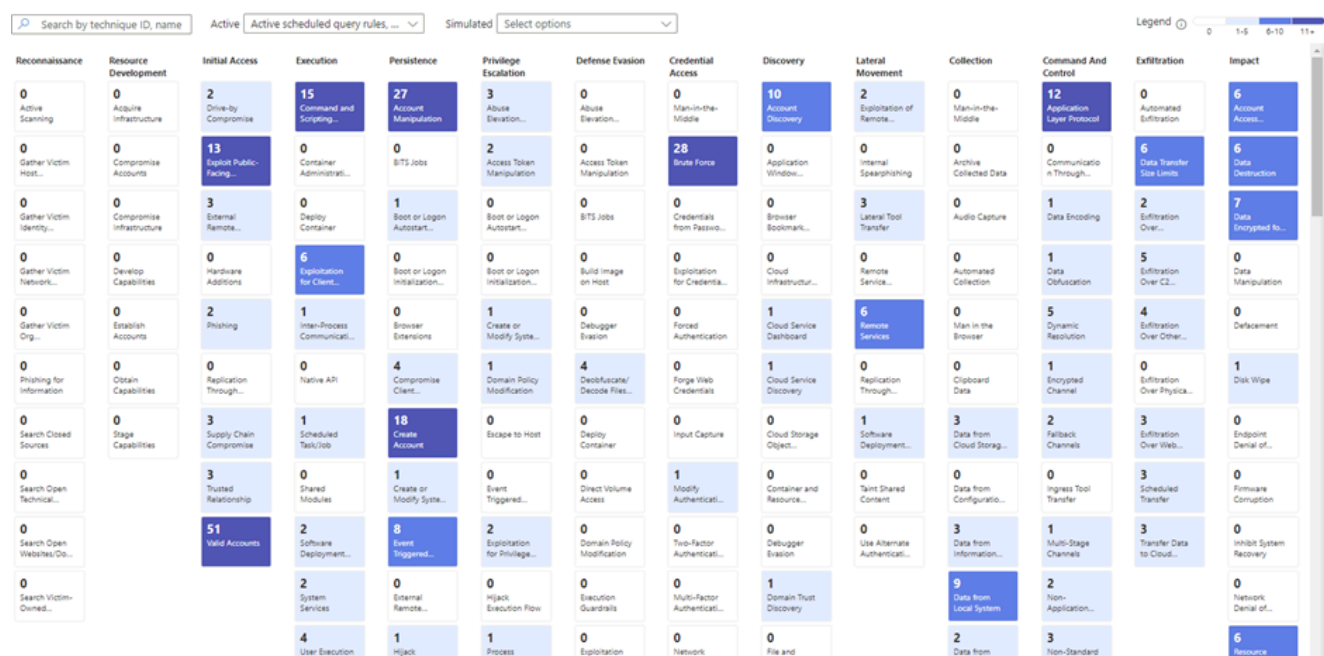 Search by technique ID, name
Active
Active scheduled query rules, ...
Simulated
Select options
Legend
0
1-5
6-10
11+
Reconnaissance
0
Active
Scanning
0
Gather Victim
Host...
0
Gather Victim
Identity...
0
Gather Victim
Network...
0
Gather Victim
Org...
0
Phishing for
Information
0
Search Closed
Sources
0
Search Open
Technical...
0
Search Open
Websites/Do...
0
Search Victim-
Owned...
Resource
Development
0
Acquire
Infrastructure
0
Compromise
Accounts
0
Compromise
Infrastructure
0
Develop
Capabilities
0
Establish
Accounts
0
Obtain
Capabilities
0
Stage
Capabilities
Initial Access
2
Drive-by
Compromise
13
Exploit Public-
Facing...
3
External
Remote...
0
Hardware
Additions
2
Phishing
0
Replication
Through...
3
Supply Chain
Compromise
3
Trusted
Relationship
51
Valid Accounts
Execution
15
Command and
Scripting...
0
Container
Administrati...
0
Deploy
Container
6
Exploitation
for Client...
1
Inter-Process
Communicati...
0
Native API
1
Scheduled
Task/Job
0
Shared
Modules
2
Software
Deployment...
2
System
Services
4
User Execution
Persistence
27
Account
Manipulation
0
BITS Jobs
1
Boot or Logon
Autostart...
0
Boot or Logon
Initialization...
0
Browser
Extensions
4
Compromise
Client...
18
Create
Account
1
Create or
Modify Syste...
8
Event
Triggered...
0
External
Remote...
1
Hijack
Privilege
Escalation
3
Abuse
Elevation...
2
Access Token
Manipulation
0
Boot or Logon
Autostart...
0
Boot or Logon
Initialization...
1
Create or
Modify Syste...
1
Domain Policy
Modification
0
Escape to Host
0
Event
Triggered...
2
Exploitation
for Privilege...
0
Hijack
Execution Flow
1
Process
Defense Evasion
0
Abuse
Elevation...
0
Access Token
Manipulation
0
BITS Jobs
0
Build Image
on Host
0
Debugger
Evasion
4
Deobfuscate/
Decode Files...
0
Deploy
Container
0
Direct Volume
Access
0
Domain Policy
Modification
0
Execution
Guardrails
0
Exploitation
Credential
Access
0
Man-in-the-
Middle
28
Brute Force
0
Credentials
from Passwo...
0
Exploitation
for Credentia...
0
Forced
Authentication
0
Forge Web
Credentials
0
Input Capture
1
Modify
Authenticati...
0
Two-Factor
Authenticati...
0
Multi-Factor
Authenticati...
0
Network
Discovery
10
Account
Discovery
0
Application
Window...
0
Browser
Bookmark...
0
Cloud
Infrastructur...
1
Cloud Service
Dashboard
1
Cloud Service
Discovery
0
Cloud Storage
Object...
0
Container and
Resource...
0
Debugger
Evasion
1
Domain Trust
Discovery
0
File and
Lateral
Movement
2
Exploitation of
Remote...
0
Internal
Spearphishing
3
Lateral Tool
Transfer
0
Remote
Service...
6
Remote
Services
0
Replication
Through...
1
Software
Deployment...
0
Taint Shared
Content
0
Use Alternate
Authenticati...
Collection
0
Man-in-the-
Middle
0
Archive
Collected Data
0
Audio Capture
0
Automated
Collection
0
Man in the
Browser
0
Clipboard
Data
3
Data from
Cloud Storag...
0
Data from
Configuratio...
3
Data from
Information...
9
Data from
Local System
2
Data from
Command And
Control
12
Application
Layer Protocol
0
Communicatio
n Through...
1
Data Encoding
1
Data
Obfuscation
5
Dynamic
Resolution
1
Encrypted
Channel
2
Fallback
Channels
0
Ingress Tool
Transfer
1
Multi-Stage
Channels
2
Non-
Application...
3
Non-Standard
Exfiltration
0
Automated
Exfiltration
6
Data Transfer
Size Limits
2
Exfiltration
Over...
5
Exfiltration
Over C2...
4
Exfiltration
Over Other...
0
Exfiltration
Over Physica...
3
Exfiltration
Over Web...
3
Scheduled
Transfer
3
Transfer Data
to Cloud...
Impact
6
Account
Access...
6
Data
Destruction
7
Data
Encrypted fo...
0
Data
Manipulation
0
Defacement
1
Disk Wipe
0
Endpoint
Denial of...
0
Firmware
Corruption
0
Inhibit System
Recovery
0
Network
Denial of...
6
Resource